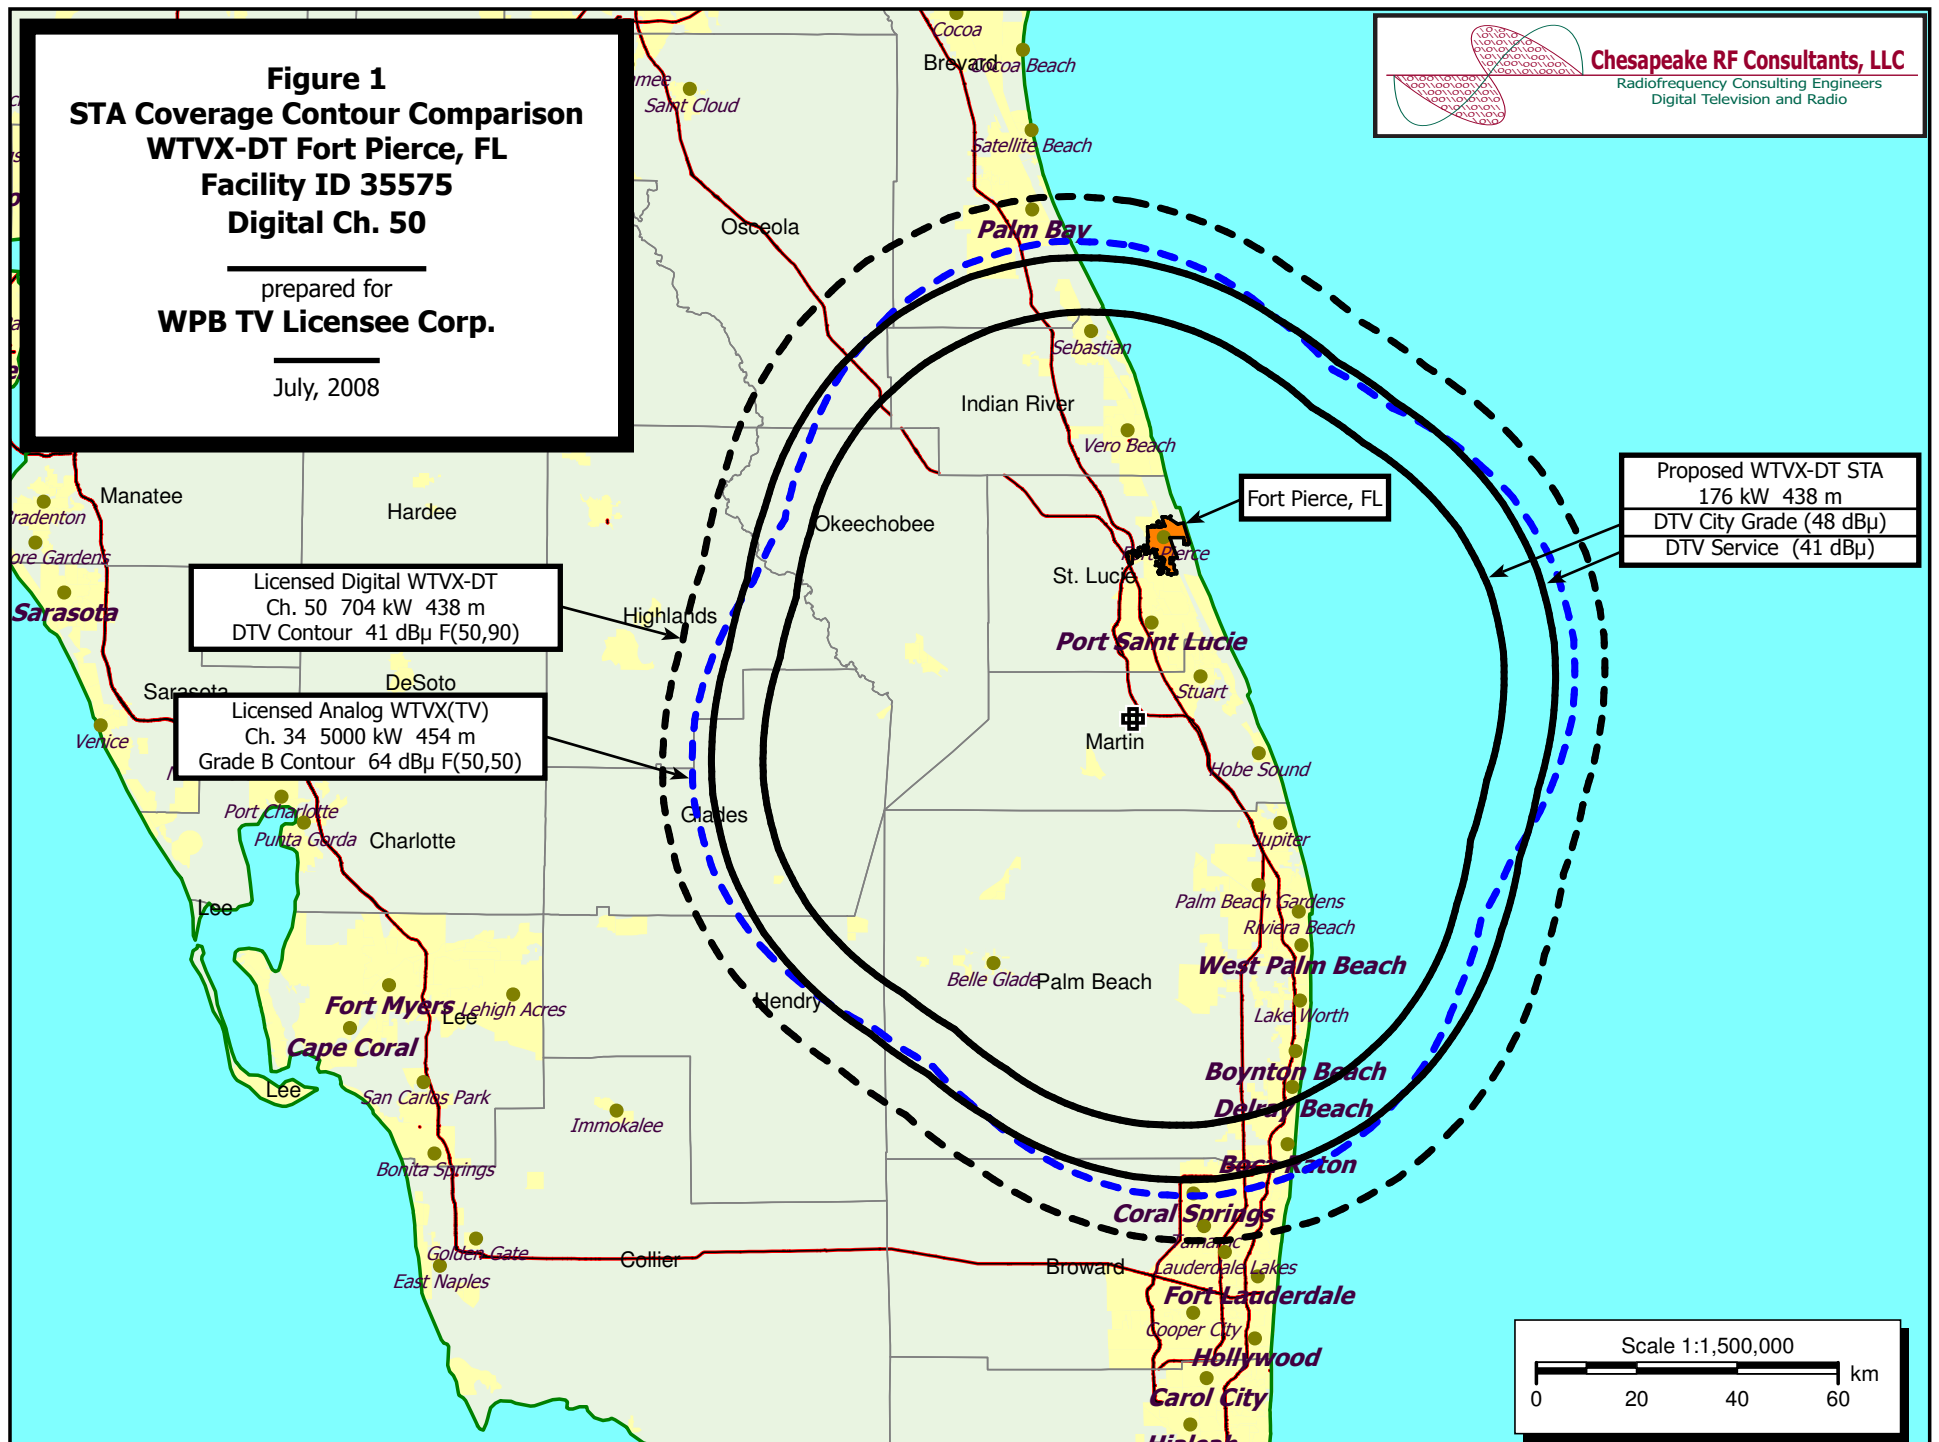 Figure 1
STA Coverage Contour Comparison
WTVX-DT Fort Pierce, FL
Facility ID 35575
Digital Ch. 50
prepared for
WPB TV Licensee Corp.
July, 2008
Chesapeake RF Consultants, LLC
Radiofrequency Consulting Engineers
Digital Television and Radio
Cocoa
Brevard
Cocoa Beach
Saint Cloud
Satellite Beach
Osceola
Palm Bay
Sebastian
Indian River
Vero Beach
Fort Pierce, FL
Proposed WTVX-DT STA
176 kW 438 m
DTV City Grade (48 dBµ)
DTV Service (41 dBµ)
Manatee
Hardee
Okeechobee
Fort Pierce
St. Lucie
Licensed Digital WTVX-DT
Ch. 50 704 kW 438 m
DTV Contour 41 dBµ F(50,90)
Highlands
Sarasota
Port Saint Lucie
DeSoto
Sarasota
Stuart
Licensed Analog WTVX(TV)
Ch. 34 5000 kW 454 m
Grade B Contour 64 dBµ F(50,50)
Venice
Martin
Hobe Sound
Port Charlotte
Punta Gorda
Charlotte
Glades
Jupiter
Palm Beach Gardens
Lee
Riviera Beach
West Palm Beach
Belle Glade
Palm Beach
Hendry
Fort Myers
Lehigh Acres
Lee
Lake Worth
Cape Coral
Boynton Beach
Lee
San Carlos Park
Delray Beach
Immokalee
Bonita Springs
Boca Raton
Coral Springs
Tamarac
Golden Gate
Collier
Broward
Lauderdale Lakes
East Naples
Fort Lauderdale
Cooper City
Hollywood
Carol City
Hialeah
Scale 1:1,500,000
km
0 20 40 60